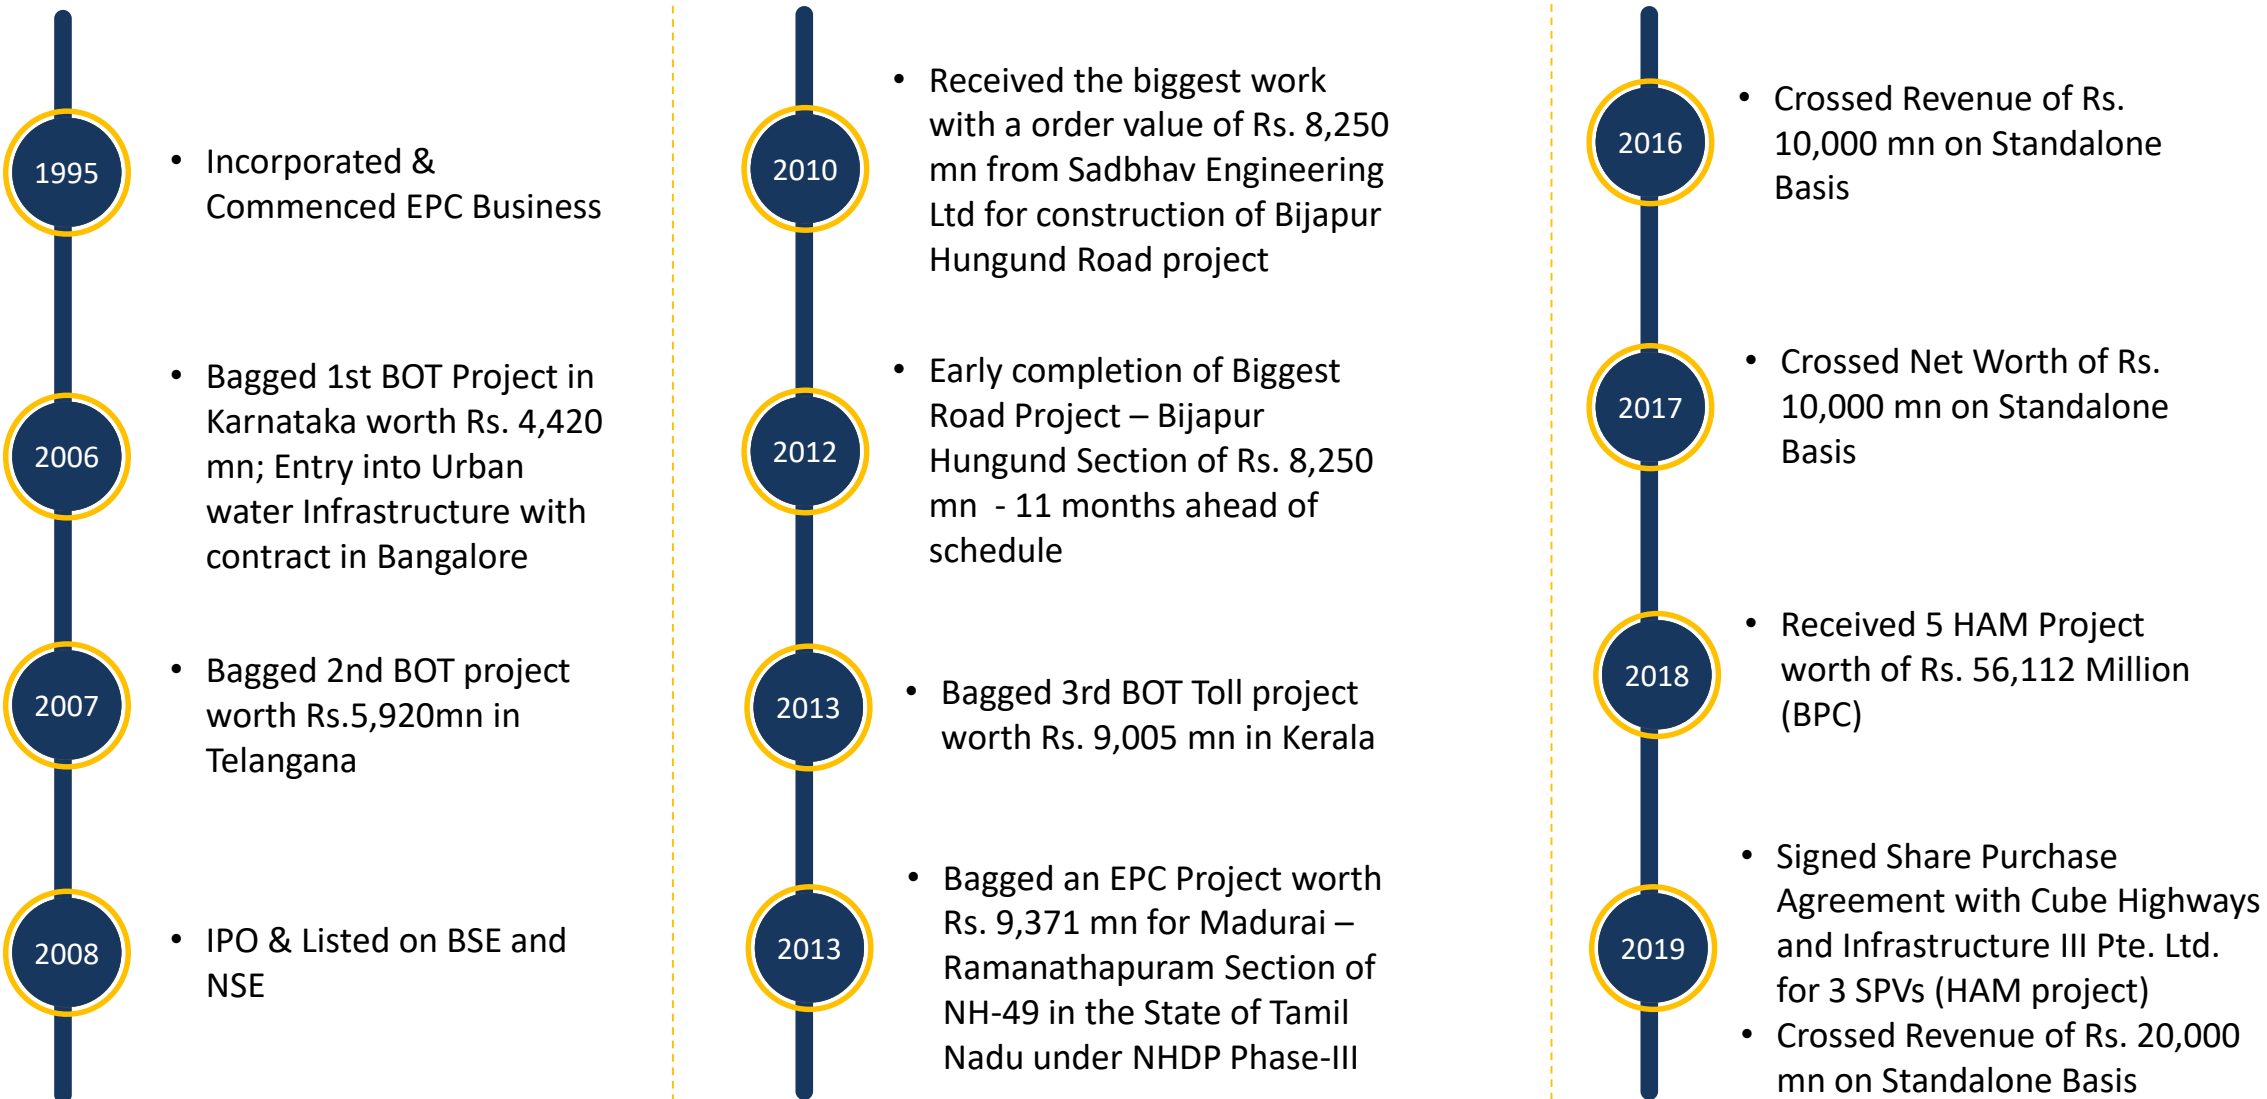 1995
• Incorporated &
Commenced EPC Business
2006
• Bagged 1st BOT Project in
Karnataka worth Rs. 4,420
mn; Entry into Urban
water Infrastructure with
contract in Bangalore
2007
• Bagged 2nd BOT project
worth Rs.5,920mn in
Telangana
2008
• IPO & Listed on BSE and
NSE
2010
• Received the biggest work
with a order value of Rs. 8,250
mn from Sadbhav Engineering
Ltd for construction of Bijapur
Hungund Road project
2012
• Early completion of Biggest
Road Project – Bijapur
Hungund Section of Rs. 8,250
mn - 11 months ahead of
schedule
2013
• Bagged 3rd BOT Toll project
worth Rs. 9,005 mn in Kerala
2013
• Bagged an EPC Project worth
Rs. 9,371 mn for Madurai –
Ramanathapuram Section of
NH-49 in the State of Tamil
Nadu under NHDP Phase-III
2016
• Crossed Revenue of Rs.
10,000 mn on Standalone
Basis
2017
• Crossed Net Worth of Rs.
10,000 mn on Standalone
Basis
2018
• Received 5 HAM Project
worth of Rs. 56,112 Million
(BPC)
2019
• Signed Share Purchase
Agreement with Cube Highways
and Infrastructure III Pte. Ltd.
for 3 SPVs (HAM project)
• Crossed Revenue of Rs. 20,000
mn on Standalone Basis